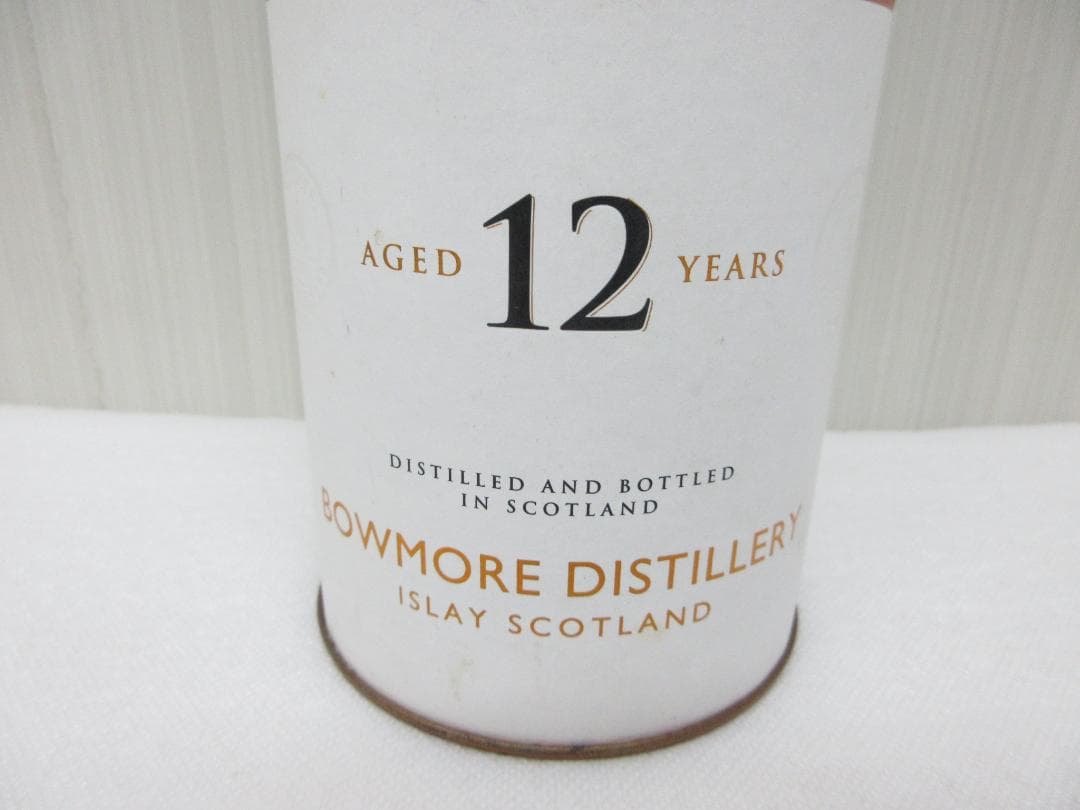 AGED 12 YEARS
DISTILLED AND BOTTLED
IN SCOTLAND
BOWMORE DISTILLERY
ISLAY SCOTLAND